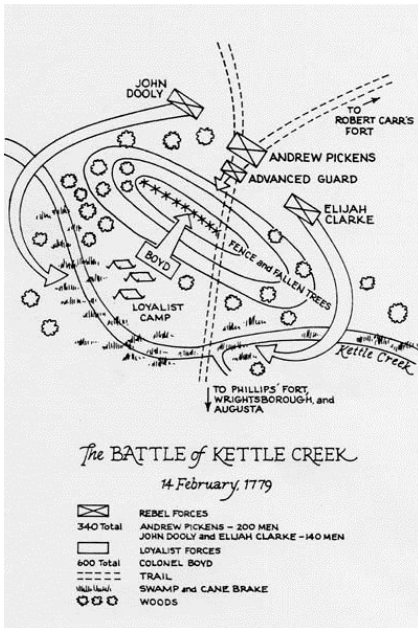 JOHN
DOOLY
TO
ROBERT CARR'S
FORT
ANDREW PICKENS
ADVANCED GUARD
ELIJAH
CLARKE
FENCE and FALLEN TREES
BOYD
LOYALIST
CAMP
Kettle Creek
TO PHILLIPS' FORT,
WRIGHTSBOROUGH, and
AUGUSTA
The BATTLE of KETTLE CREEK
14 February, 1779
REBEL FORCES
340 Total ANDREW PICKENS – 200 MEN
JOHN DOOLY and ELIJAH CLARKE – 140 MEN
LOYALIST FORCES
600 Total COLONEL BOYD
TRAIL
SWAMP and CANE BRAKE
WOODS